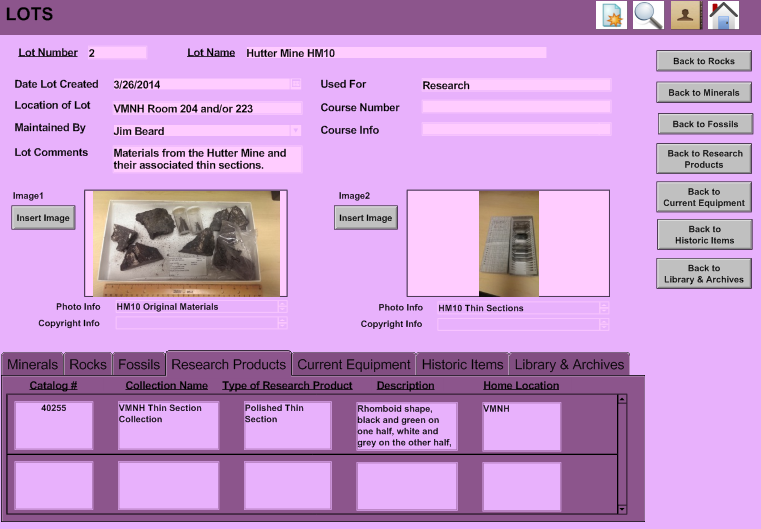 LOTS
Lot Number 2 Lot Name Hutter Mine HM10
Date Lot Created 3/26/2014 Used For Research
Location of Lot VMNH Room 204 and/or 223 Course Number
Maintained By Jim Beard Course Info
Lot Comments Materials from the Hutter Mine and
their associated thin sections.
Image1 Image2
Insert Image Insert Image
Photo Info HM10 Original Materials Photo Info HM10 Thin Sections
Copyright Info Copyright Info
Back to Rocks
Back to Minerals
Back to Fossils
Back to Research
Products
Back to
Current Equipment
Back to
Historic Items
Back to
Library & Archives
Minerals Rocks Fossils Research Products Current Equipment Historic Items Library & Archives
Catalog # Collection Name Type of Research Product Description Home Location
40255
VMNH Thin Section
Collection
Polished Thin
Section
Rhomboid shape,
black and green on
one half, white and
grey on the other half,
VMNH